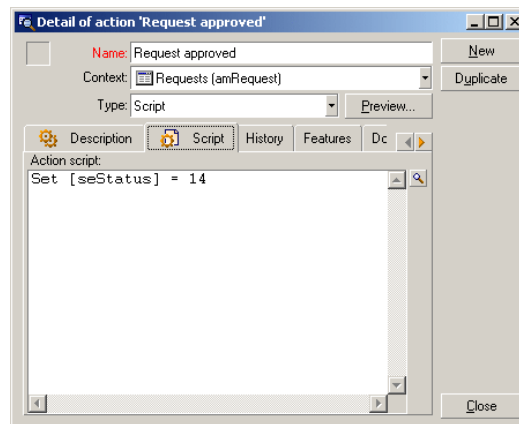 Detail of action 'Request approved'
Name: Request approved
New
Context: Requests (amRequest)
Duplicate
Type: Script
Preview...
Description Script History Features Dc
Action script:
Set [seStatus] = 14
Close